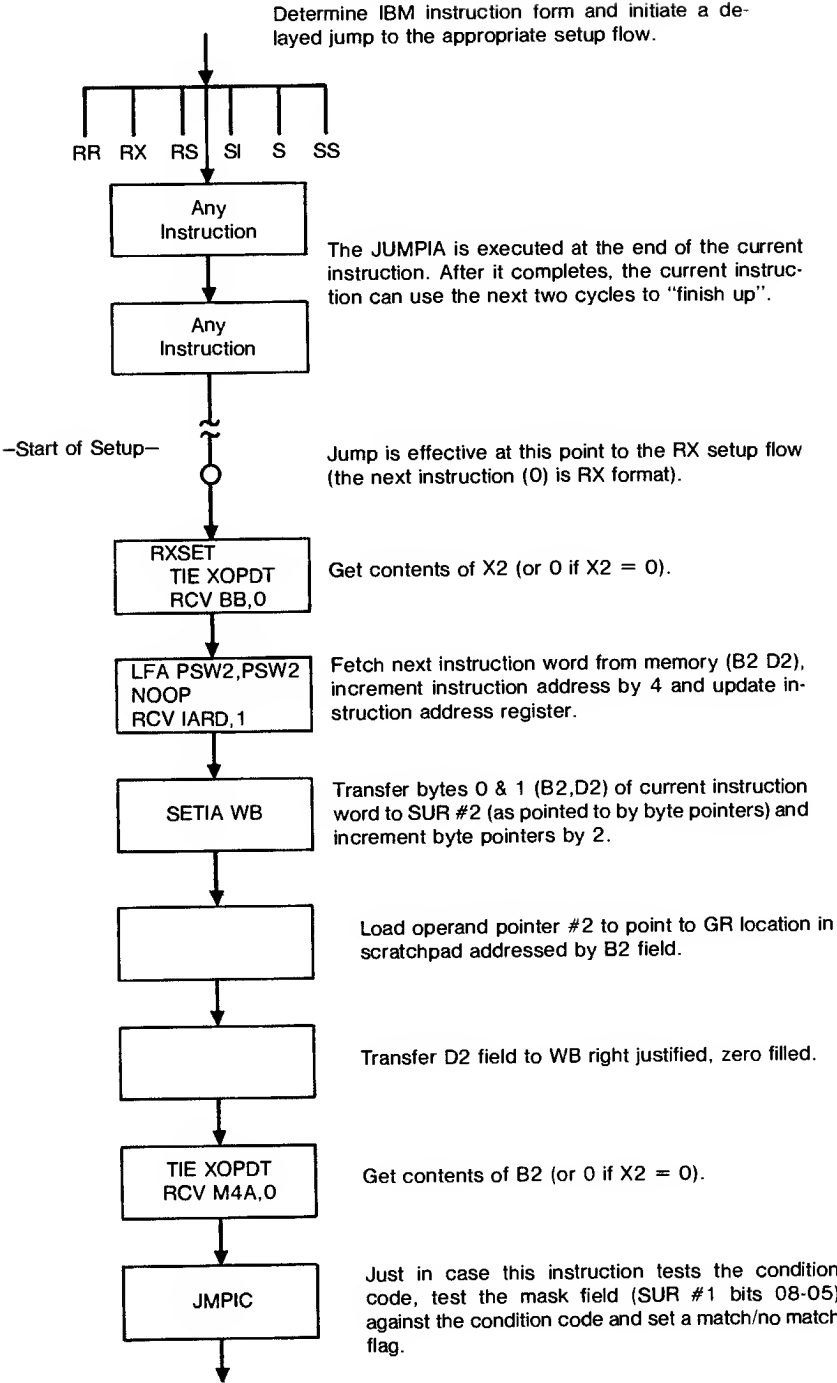 Determine IBM instruction form and initiate a de-
layed jump to the appropriate setup flow.
RR RX RS SI S SS
Any
Instruction
The JUMPIA is executed at the end of the current
instruction. After it completes, the current instruc-
tion can use the next two cycles to "finish up".
Any
Instruction
–Start of Setup–
Jump is effective at this point to the RX setup flow
(the next instruction (0) is RX format).
RXSET
TIE XOPDT
RCV BB,0
Get contents of X2 (or 0 if X2 = 0).
LFA PSW2,PSW2
NOOP
RCV IARD,1
Fetch next instruction word from memory (B2 D2),
increment instruction address by 4 and update in-
struction address register.
SETIA WB
Transfer bytes 0 & 1 (B2,D2) of current instruction
word to SUR #2 (as pointed to by byte pointers) and
increment byte pointers by 2.
Load operand pointer #2 to point to GR location in
scratchpad addressed by B2 field.
Transfer D2 field to WB right justified, zero filled.
TIE XOPDT
RCV M4A,0
Get contents of B2 (or 0 if X2 = 0).
JMPIC
Just in case this instruction tests the condition
code, test the mask field (SUR #1 bits 08-05)
against the condition code and set a match/no match
flag.